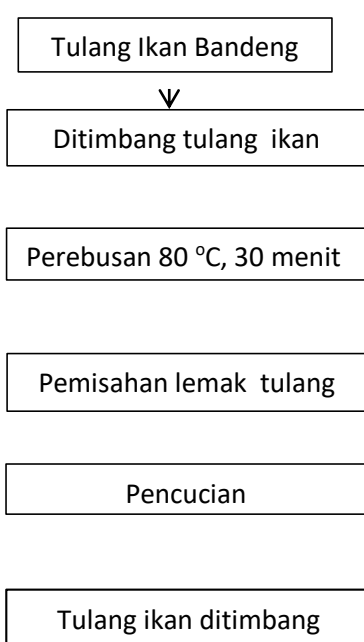 Tulang Ikan Bandeng
Ditimbang tulang ikan
Perebusan 80 °C, 30 menit
Pemisahan lemak tulang
Pencucian
Tulang ikan ditimbang